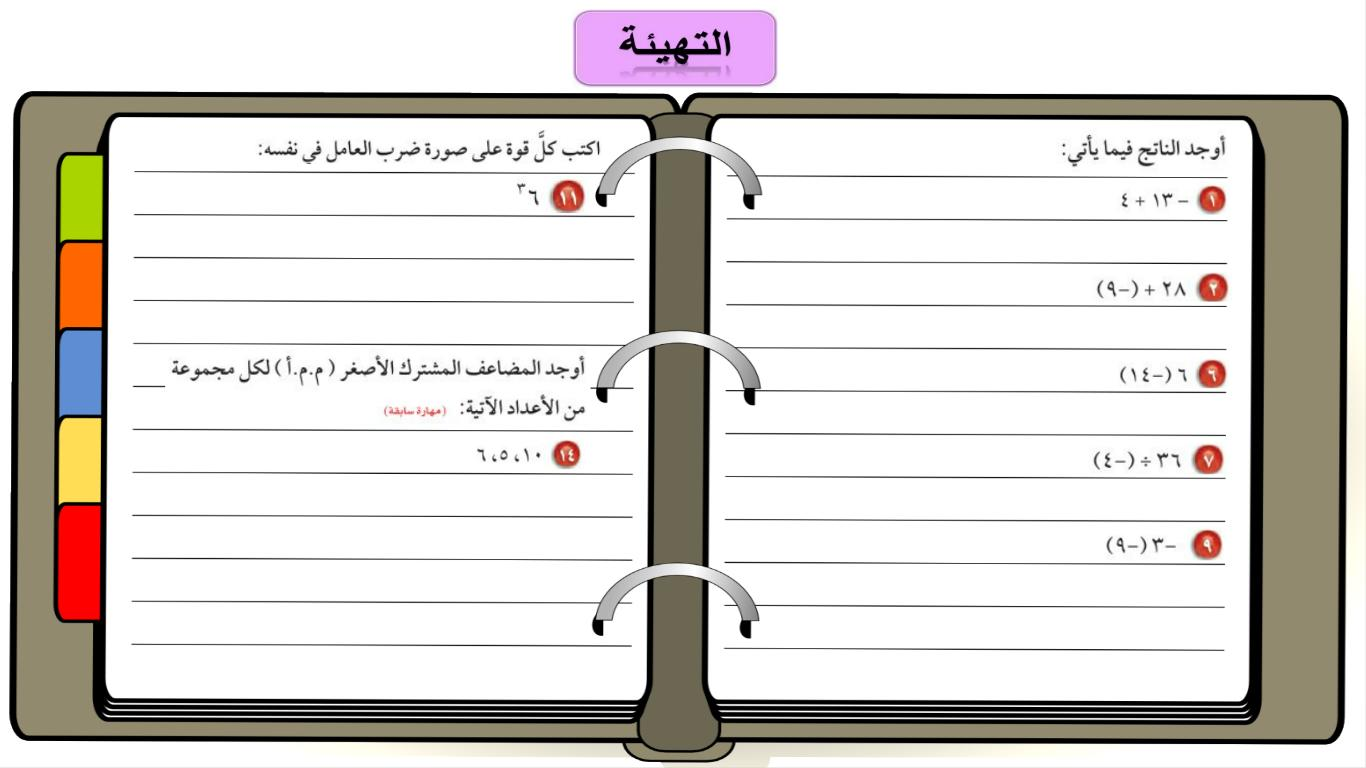 التهيئة
أوجد الناتج فيما يأتي:
١ – ١٣ + ٤
٢ ٢٨ + (–٩)
٦ ٦ (–١٤)
٧ ٣٦ ÷ (–٤)
٩ –٣ (–٩)
اكتب كلَّ قوة على صورة ضرب العامل في نفسه:
١١ ٦³
أوجد المضاعف المشترك الأصغر ( م.م.أ ) لكل مجموعة
من الأعداد الآتية: (مهارة سابقة)
١٤ ١٠، ٥، ٦